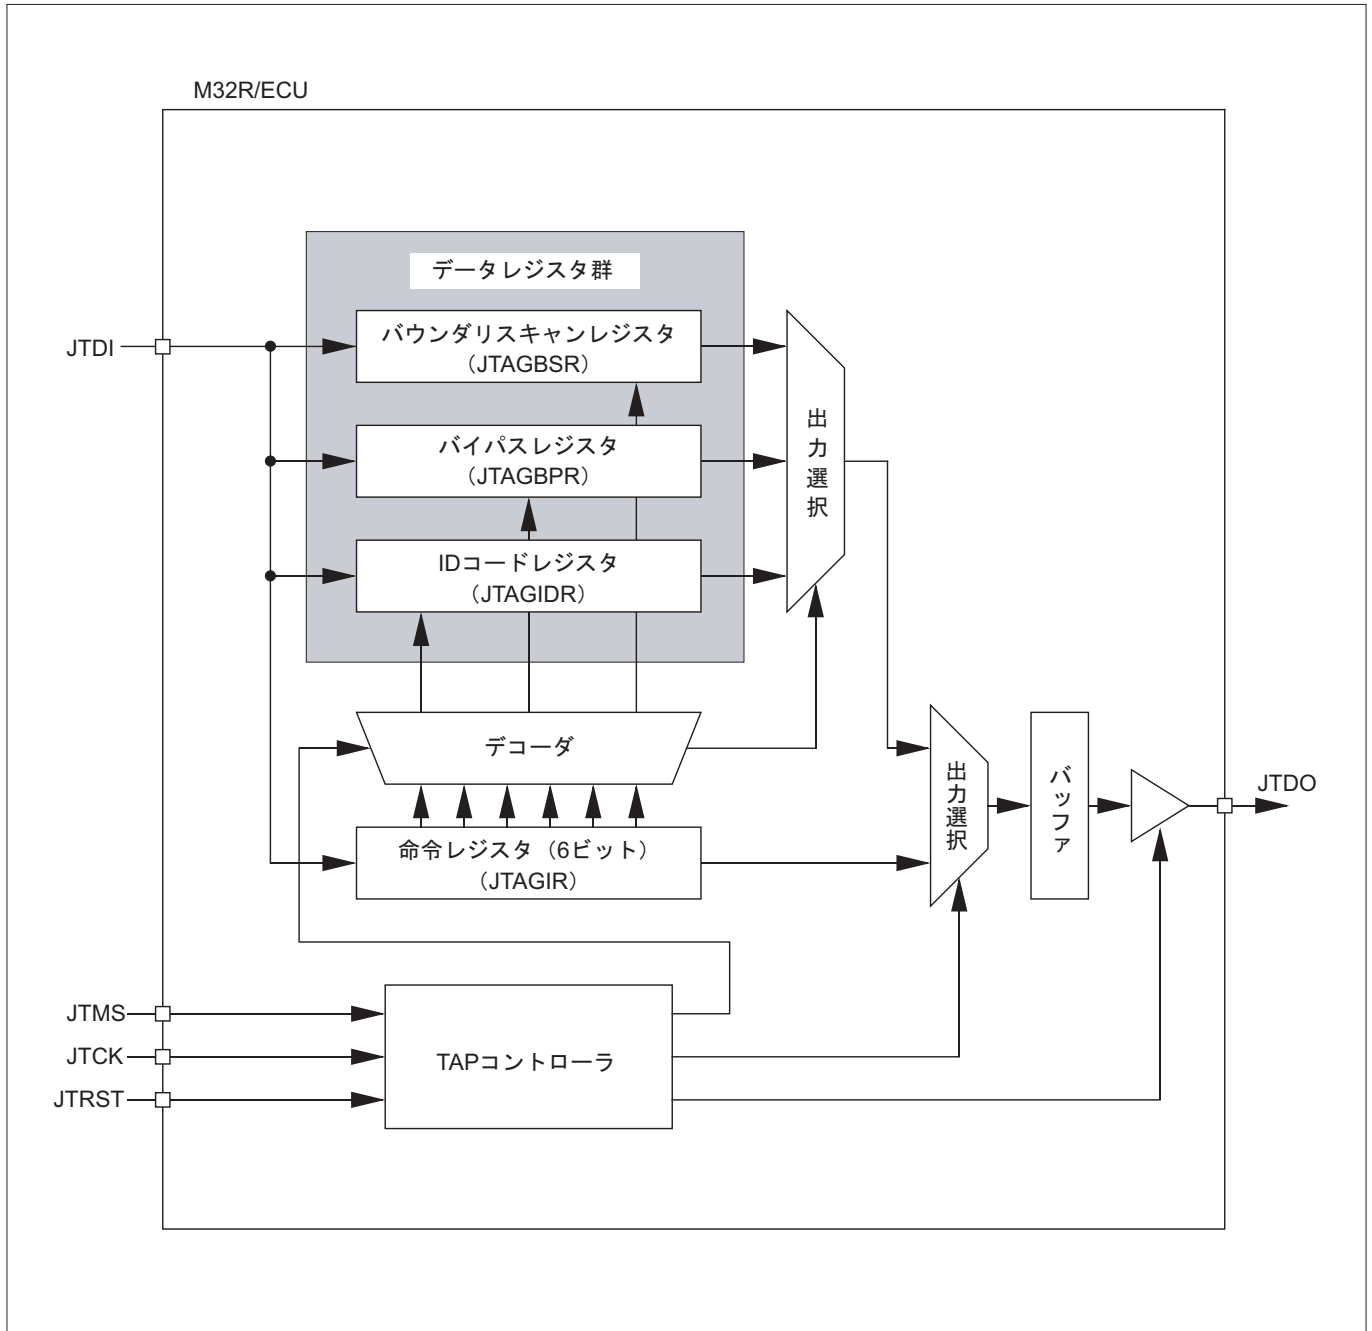 M32R/ECU
データレジスタ群
JTDI
バウンダリスキャンレジスタ
（JTAGBSR）
バイパスレジスタ
（JTAGBPR）
IDコードレジスタ
（JTAGIDR）
出力選択
デコーダ
命令レジスタ（6ビット）
（JTAGIR）
出力選択
バッファ
JTDO
JTMS
JTCK
JTRST
TAPコントローラ